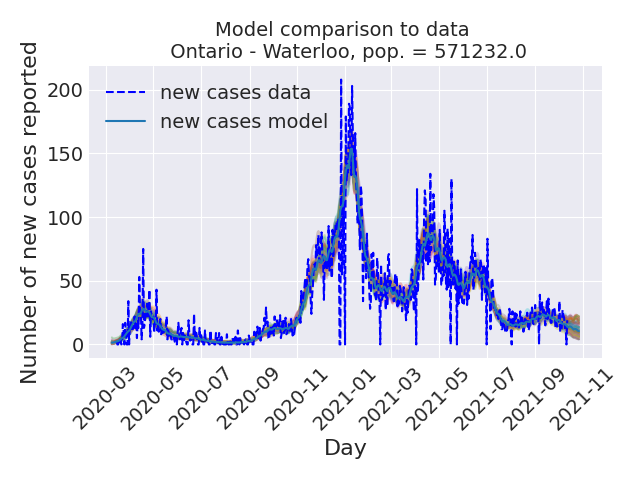 Model comparison to data
Ontario - Waterloo, pop. = 571232.0
Number of new cases reported
200
150
100
50
0
new cases data
new cases model
2020-03
2020-05
2020-07
2020-09
2020-11
2021-01
2021-03
2021-05
2021-07
2021-09
2021-11
Day